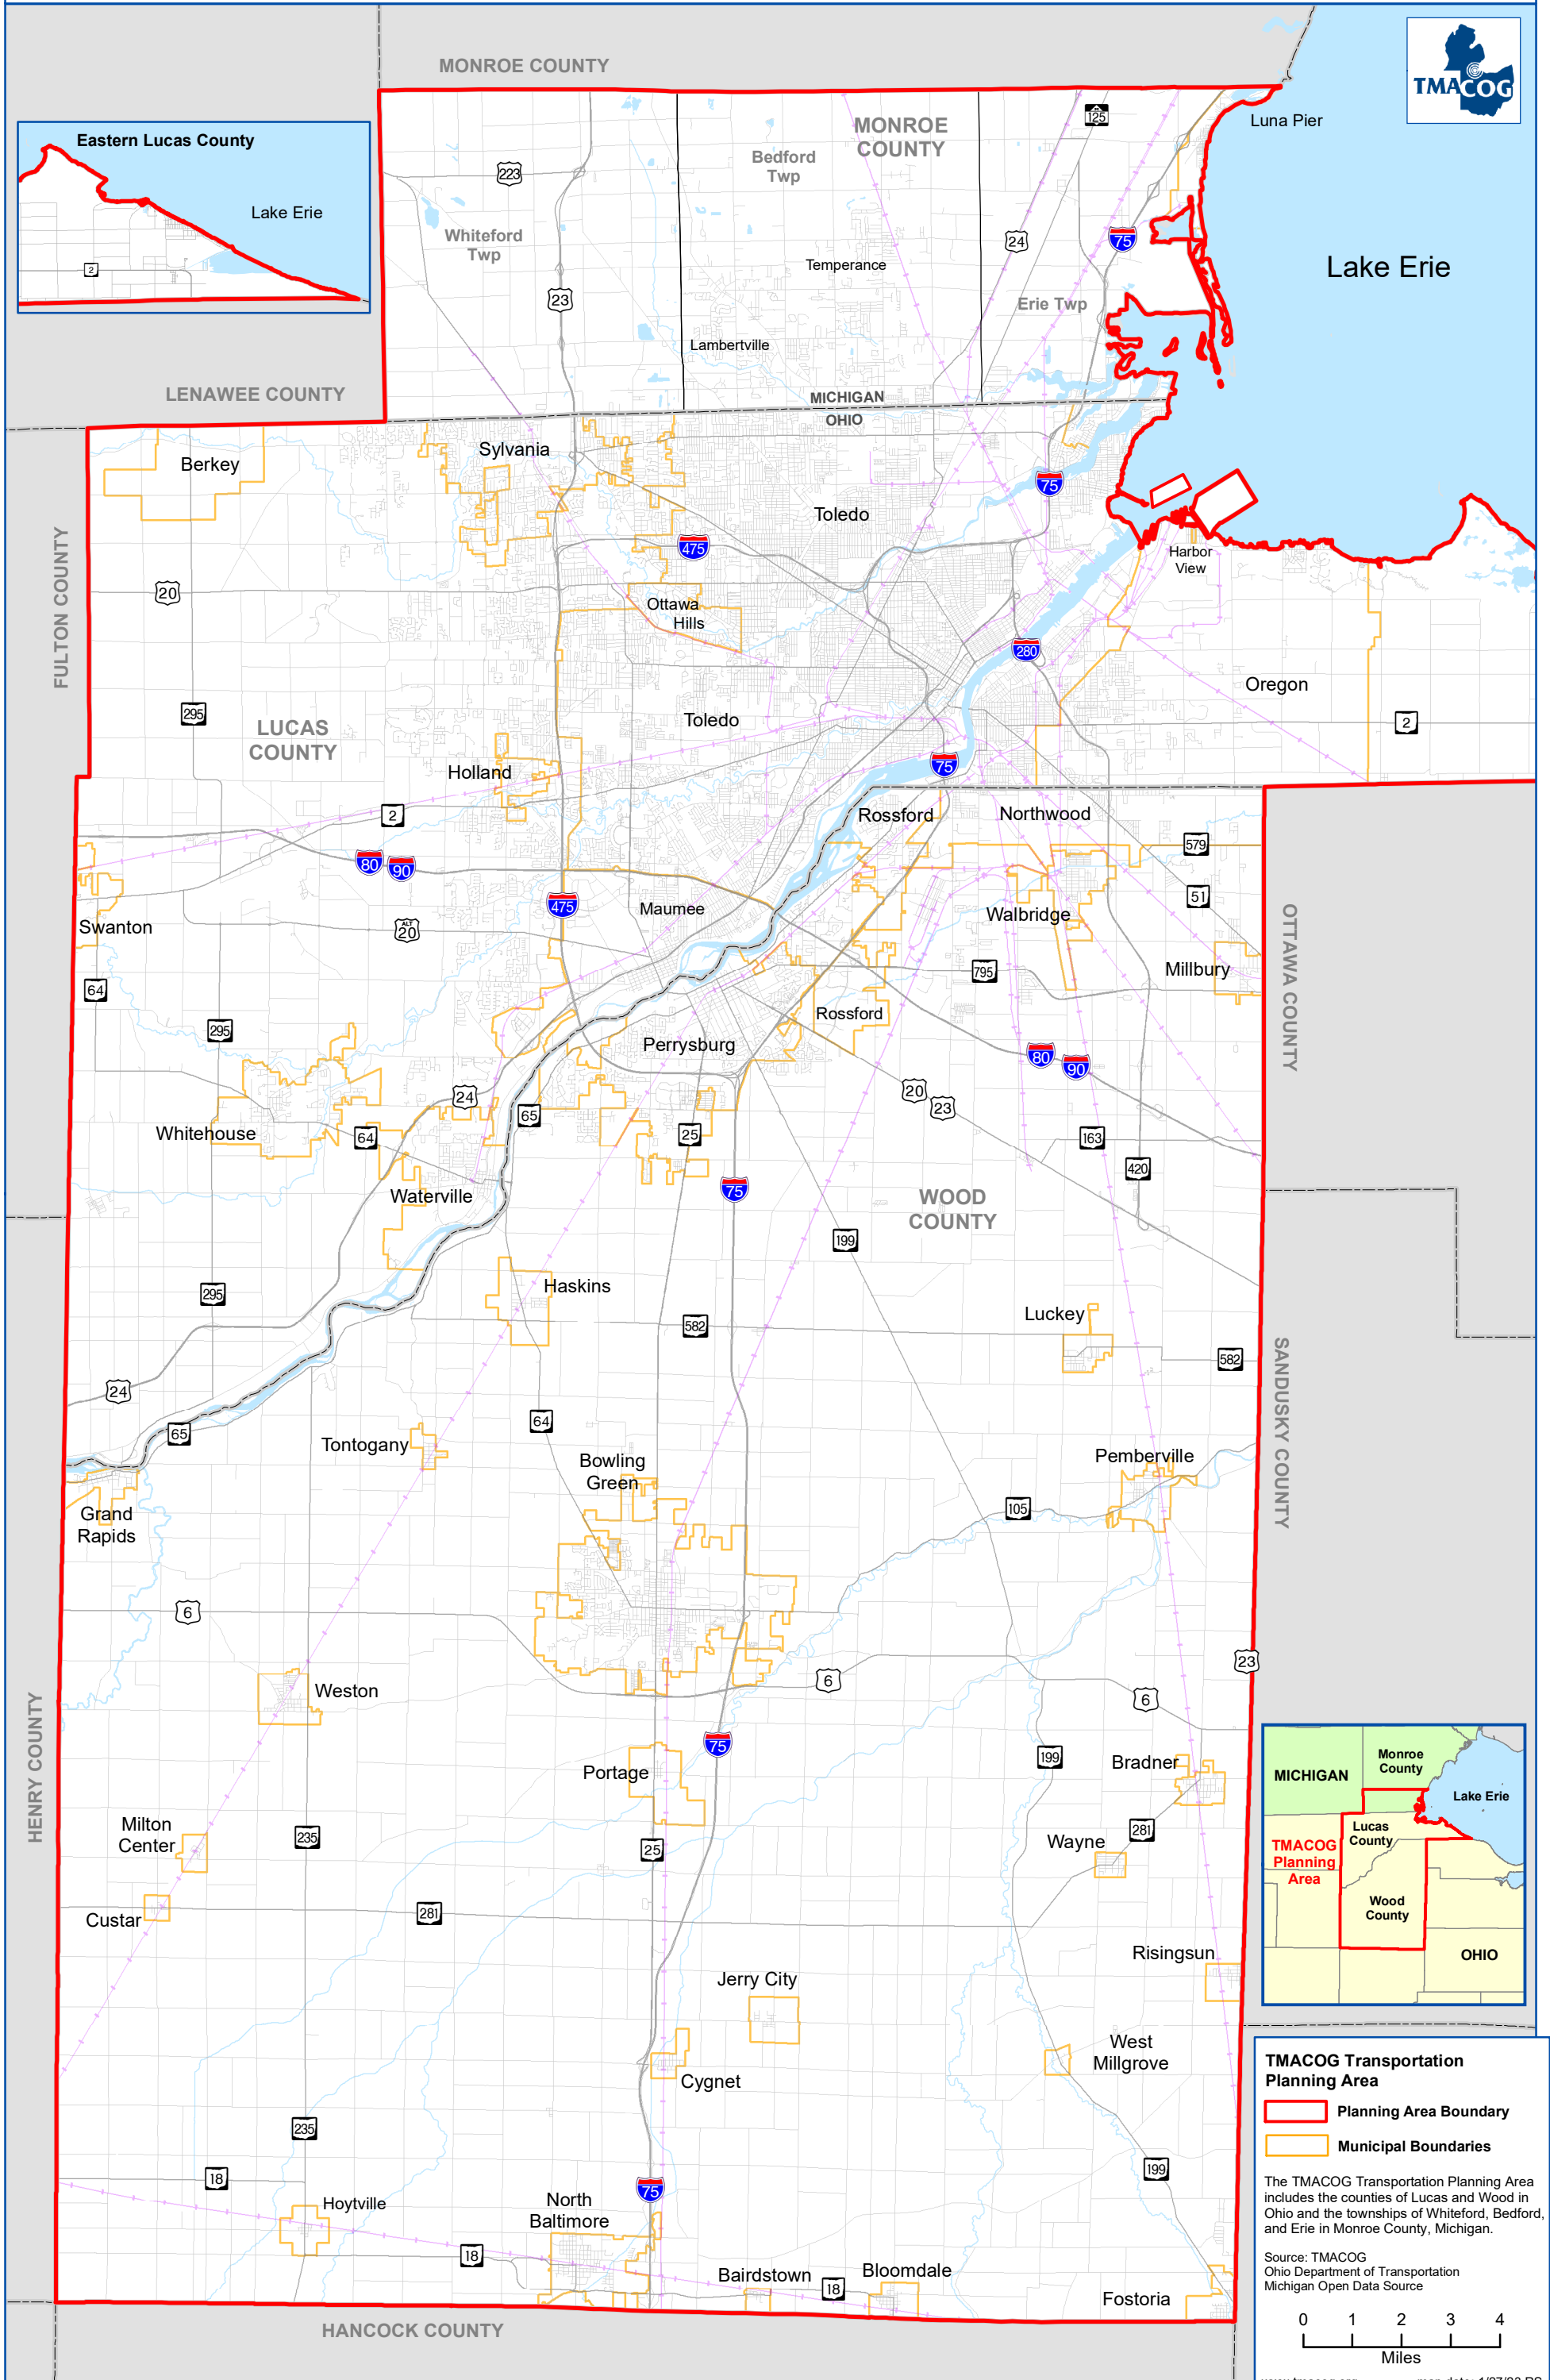 MONROE COUNTY
TMACOG
Luna Pier
Eastern Lucas County
Lake Erie
2
125
MONROE
COUNTY
Bedford
Twp
223
Whiteford
Twp
24
75
Temperance
Lake Erie
23
Erie Twp
Lambertville
LENAWEE COUNTY
MICHIGAN
OHIO
Berkey
Sylvania
75
Toledo
475
Harbor
View
FULTON COUNTY
20
Ottawa
Hills
280
Oregon
295
LUCAS
COUNTY
Toledo
2
75
Holland
2
Rossford
Northwood
579
80
90
475
Maumee
51
Walbridge
Swanton
ALT
20
OTTAWA COUNTY
64
795
Millbury
295
Rossford
Perrysburg
80
90
24
65
20
23
Whitehouse
64
25
163
420
Waterville
75
WOOD
COUNTY
199
295
Haskins
582
Luckey
582
24
65
64
SANDUSKY COUNTY
Tontogany
Bowling
Green
Pemberville
105
Grand
Rapids
6
23
Weston
6
6
HENRY COUNTY
75
199
Portage
Bradner
MICHIGAN
Monroe
County
Lake Erie
Lucas
County
TMACOG
Planning
Area
Wood
County
OHIO
Milton
Center
235
25
Wayne
281
Custar
281
Risingsun
Jerry City
West
Millgrove
Cygnet
235
18
75
199
Hoytville
North
Baltimore
18
Bairdstown
18
Bloomdale
Fostoria
HANCOCK COUNTY
TMACOG Transportation
Planning Area
Planning Area Boundary
Municipal Boundaries
The TMACOG Transportation Planning Area
includes the counties of Lucas and Wood in
Ohio and the townships of Whiteford, Bedford,
and Erie in Monroe County, Michigan.
Source: TMACOG
Ohio Department of Transportation
Michigan Open Data Source
0 1 2 3 4
Miles